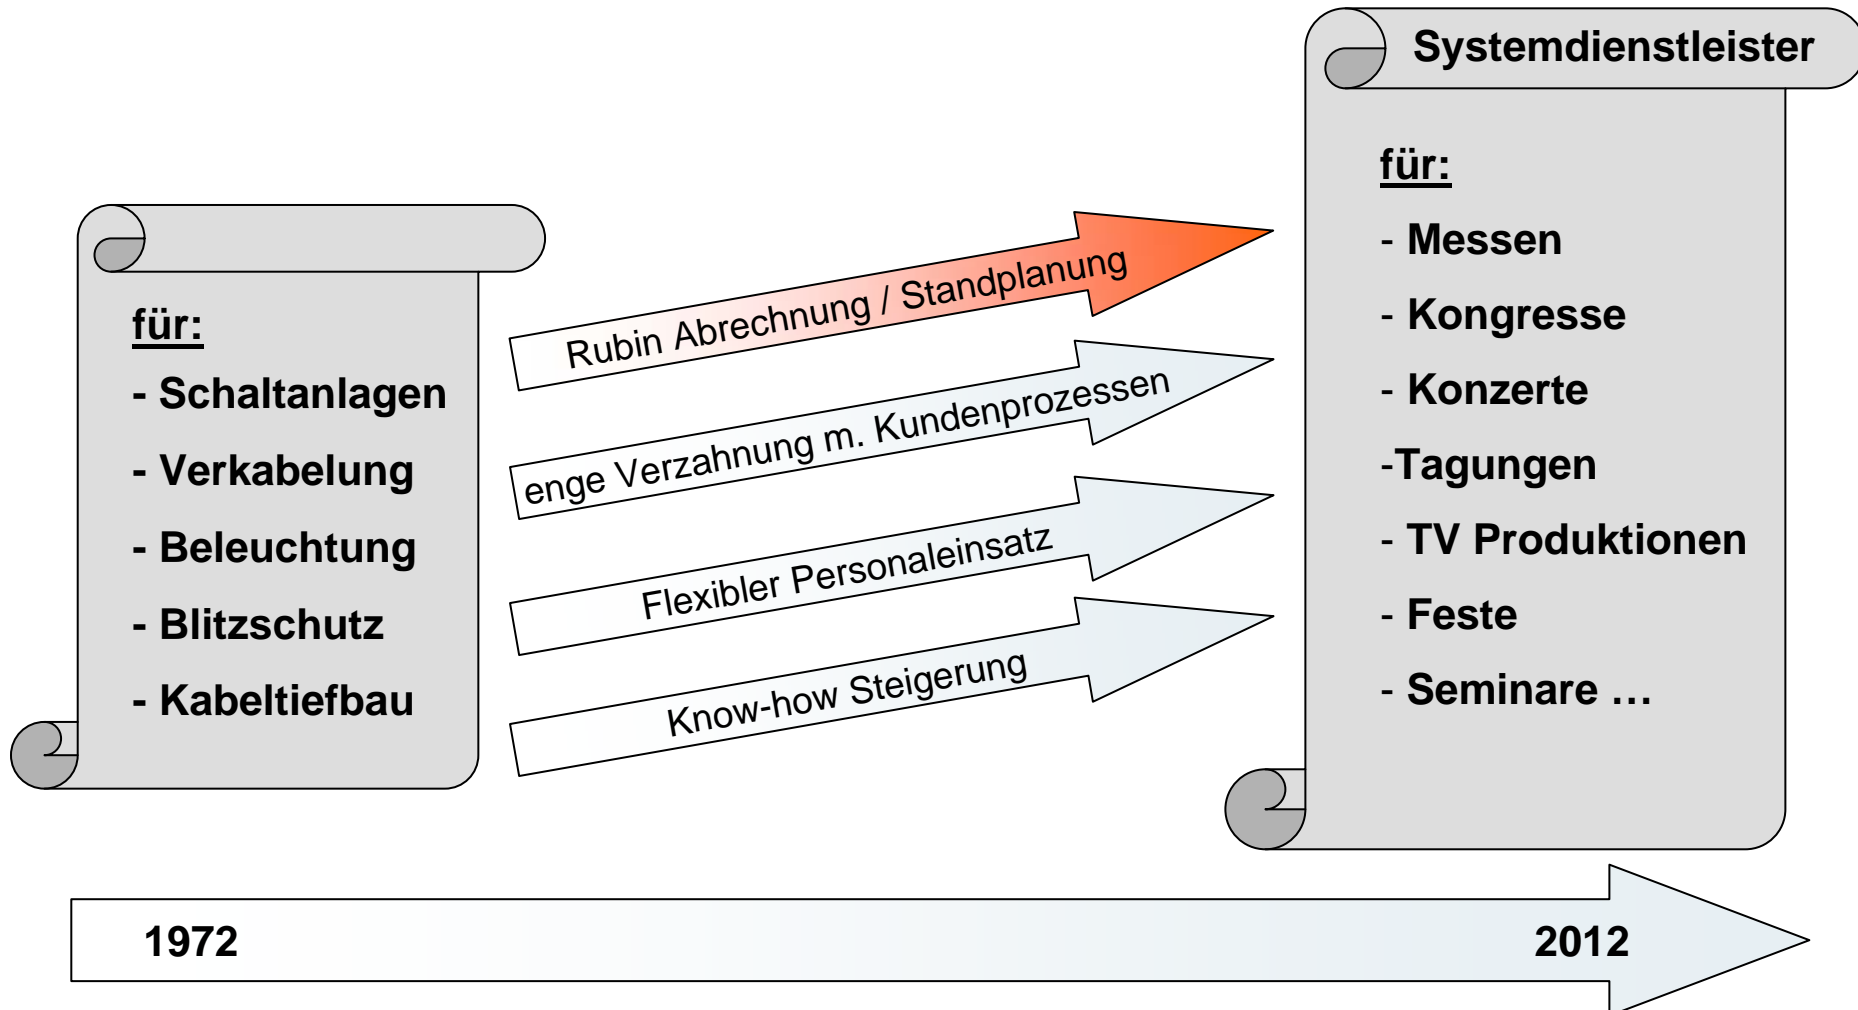 für:
- Schaltanlagen
- Verkabelung
- Beleuchtung
- Blitzschutz
- Kabeltiefbau
Rubin Abrechnung / Standplanung
enge Verzahnung m. Kundenprozessen
Flexibler Personaleinsatz
Know-how Steigerung
Systemdienstleister
für:
- Messen
- Kongresse
- Konzerte
-Tagungen
- TV Produktionen
- Feste
- Seminare …
1972
2012